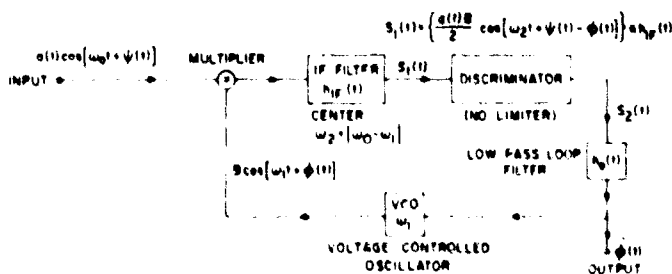 S₁(t) = { a(t)B/2 cos[ω₂t + ψ(t) - ϕ(t)] } * h_IF(t)
a(t)cos[ω₀t + ψ(t)]
MULTIPLIER
INPUT
IF FILTER
h_IF(t)
S₁(t)
DISCRIMINATOR
CENTER
ω₂ = |ω₀ - ω₁|
(NO LIMITER)
S₂(t)
LOW PASS LOOP
FILTER
h₀(t)
B cos[ω₁t + ϕ(t)]
VCO
ω₁
VOLTAGE CONTROLLED
OSCILLATOR
ϕ̇(t)
OUTPUT